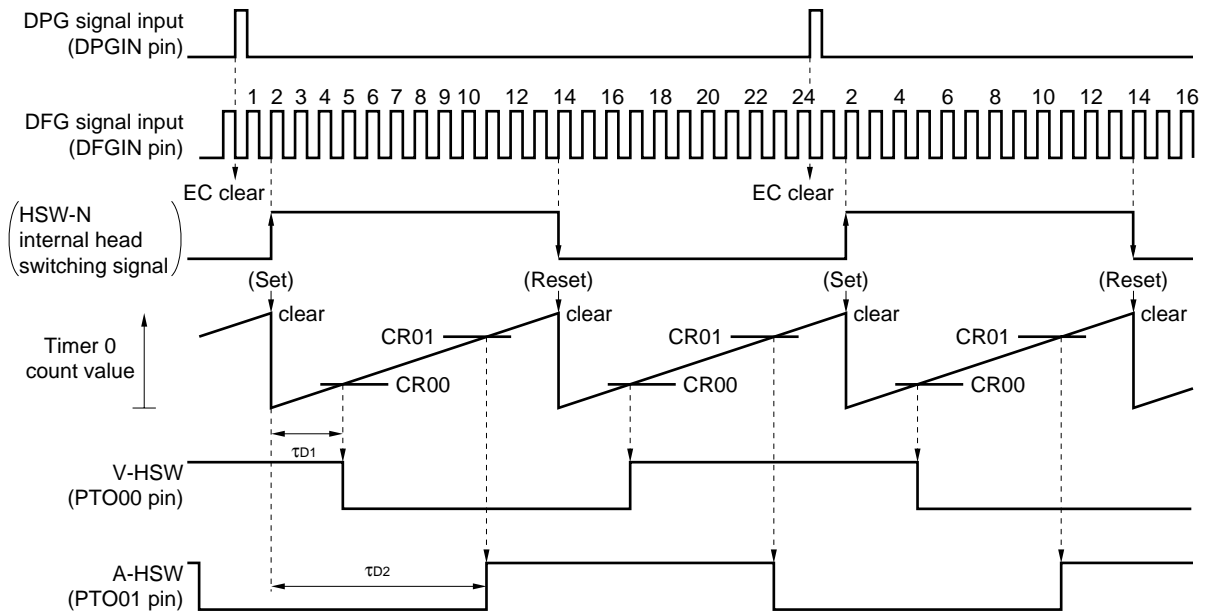 DPG signal input
(DPGIN pin)
1 2 3 4 5 6 7 8 9 10 12 14 16 18 20 22 24 2 4 6 8 10 12 14 16
DFG signal input
(DFGIN pin)
EC clear EC clear
HSW-N
internal head
switching signal
(Set) (Reset) (Set) (Reset)
clear clear clear clear
CR01 CR01 CR01
Timer 0
count value
CR00 CR00 CR00
τD1
V-HSW
(PTO00 pin)
τD2
A-HSW
(PTO01 pin)